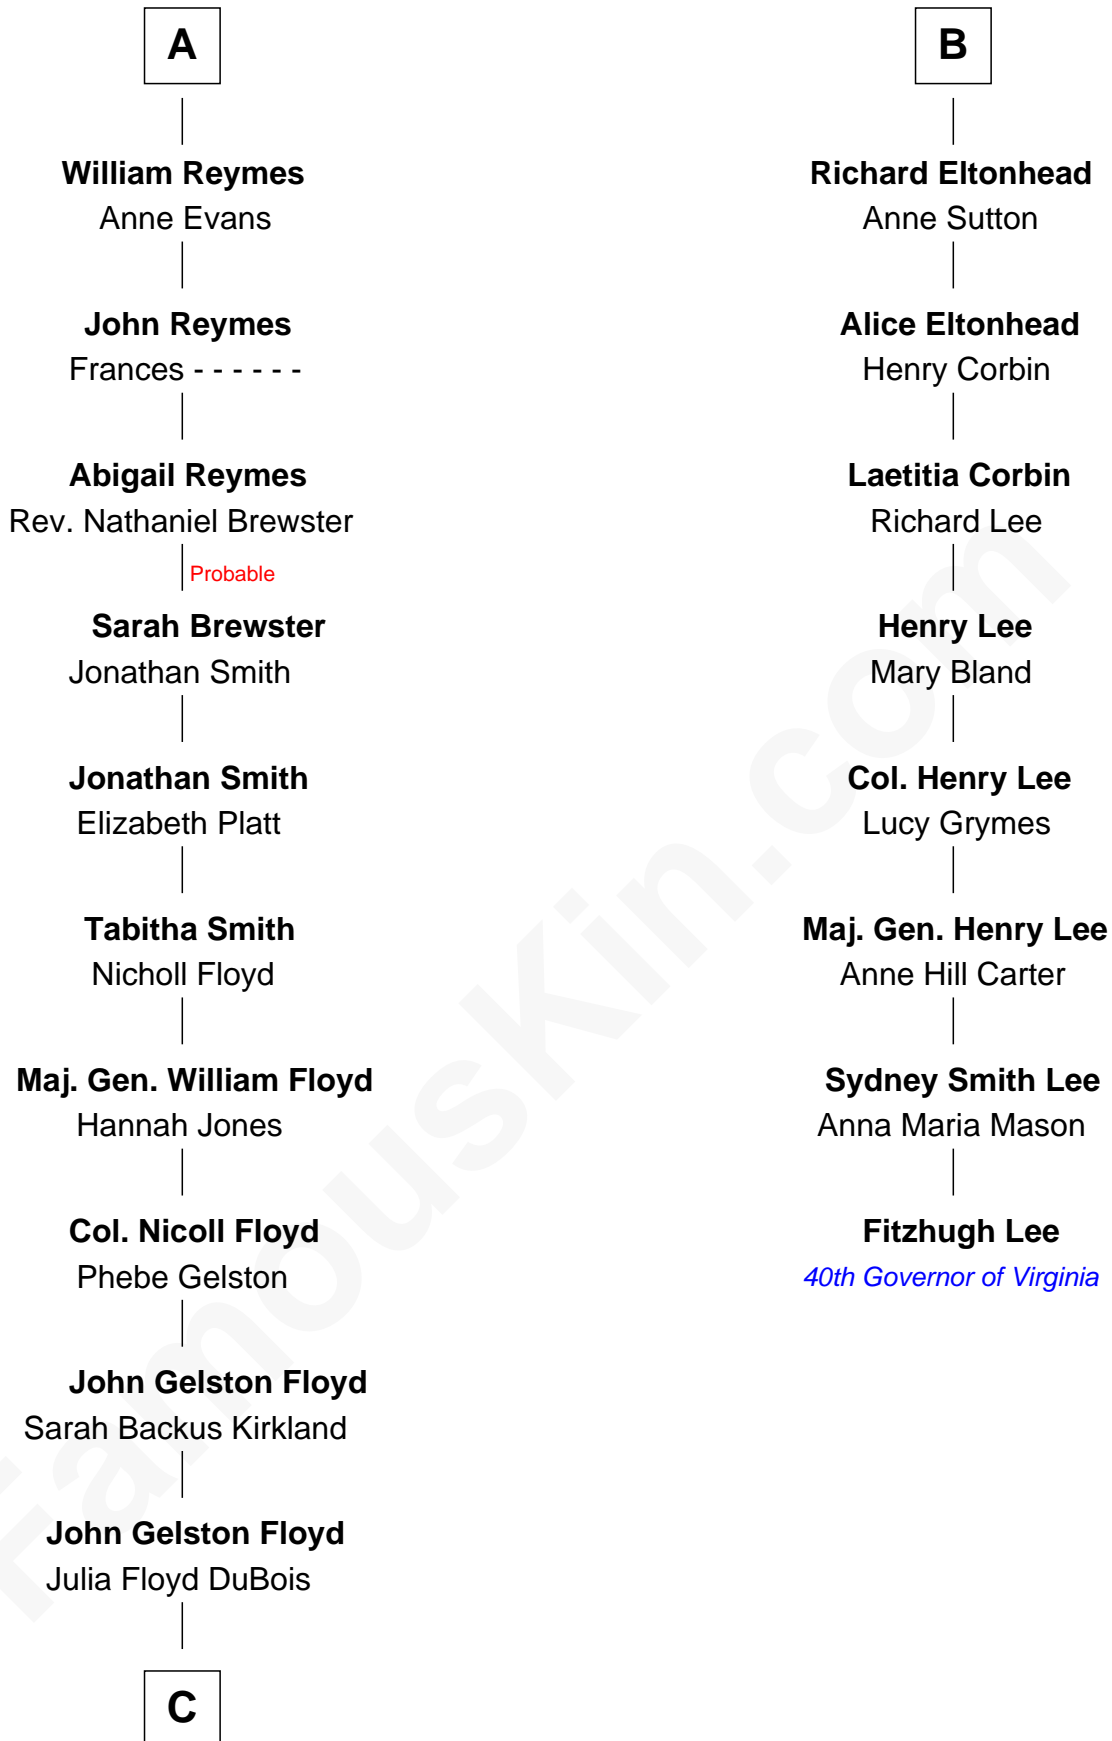 A
William Reymes
Anne Evans
John Reymes
Frances - - - - - -
Abigail Reymes
Rev. Nathaniel Brewster
Probable
Sarah Brewster
Jonathan Smith
Jonathan Smith
Elizabeth Platt
Tabitha Smith
Nicholl Floyd
Maj. Gen. William Floyd
Hannah Jones
Col. Nicoll Floyd
Phebe Gelston
John Gelston Floyd
Sarah Backus Kirkland
John Gelston Floyd
Julia Floyd DuBois
C
B
Richard Eltonhead
Anne Sutton
Alice Eltonhead
Henry Corbin
Laetitia Corbin
Richard Lee
Henry Lee
Mary Bland
Col. Henry Lee
Lucy Grymes
Maj. Gen. Henry Lee
Anne Hill Carter
Sydney Smith Lee
Anna Maria Mason
Fitzhugh Lee
40th Governor of Virginia
FamousKin.com